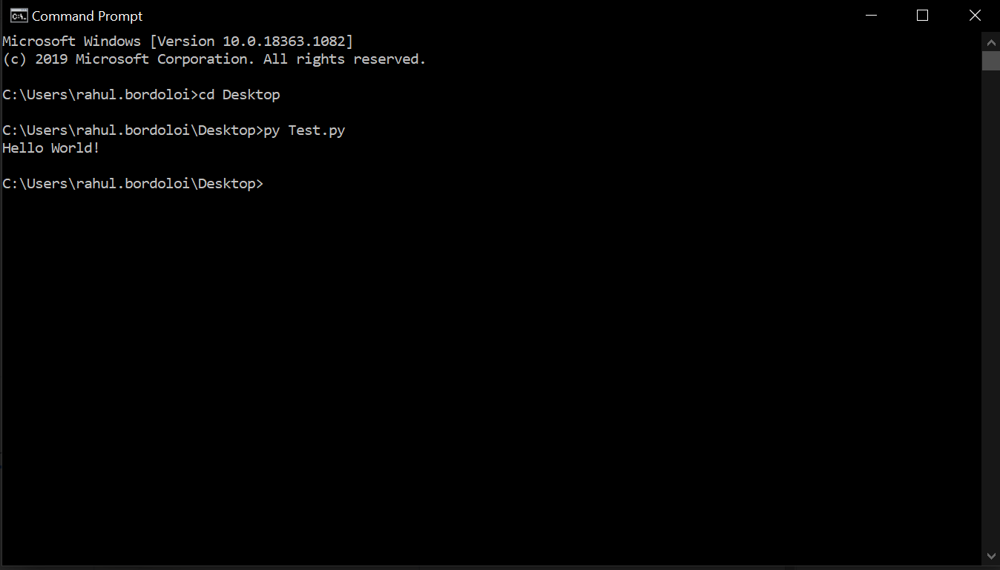 Command Prompt
Microsoft Windows [Version 10.0.18363.1082]
(c) 2019 Microsoft Corporation. All rights reserved.
C:\Users\rahul.bordoloi>cd Desktop
C:\Users\rahul.bordoloi\Desktop>py Test.py
Hello World!
C:\Users\rahul.bordoloi\Desktop>